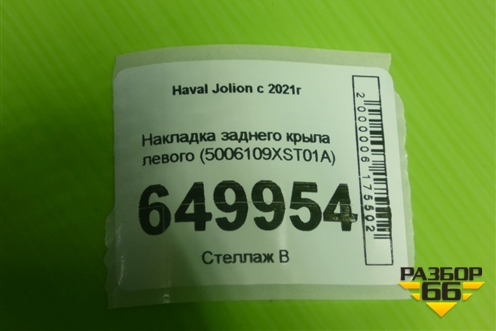 Haval Jolion с 2021г
Накладка заднего крыла
левого (5006109XST01A)
649954
Стеллаж В
2000006175502
РАЗБОР
66